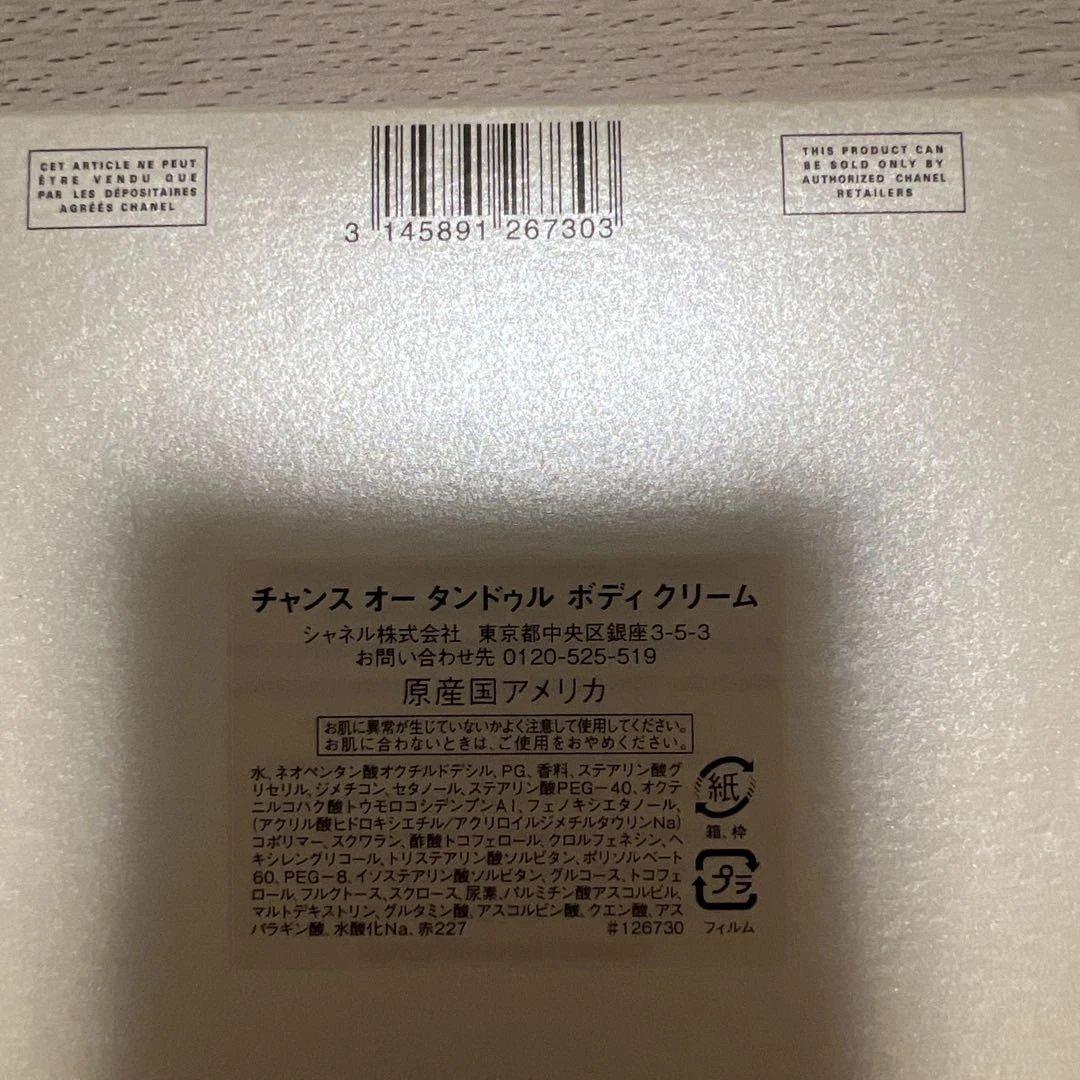 CET ARTICLE NE PEUT
ÊTRE VENDU QUE
PAR LES DÉPOSITAIRES
AGRÉÉS CHANEL
3 145891 267303
THIS PRODUCT CAN
BE SOLD ONLY BY
AUTHORIZED CHANEL
RETAILERS
チャンス オー タンドゥル ボディ クリーム
シャネル株式会社 東京都中央区銀座3-5-3
お問い合わせ先 0120-525-519
原産国アメリカ
お肌に異常が生じていないかよく注意して使用してください。
お肌に合わないときは、ご使用をおやめください。
水、ネオペンタン酸オクチルドデシル、PG、香料、ステアリン酸グ
リセリル、ジメチコン、セタノール、ステアリン酸PEG-40、オクテ
ニルコハク酸トウモロコシデンプンAl、フェノキシエタノール、
(アクリル酸ヒドロキシエチル/アクリロイルジメチルタウリンNa)
コポリマー、スクワラン、酢酸トコフェロール、クロルフェネシン、ヘ
キシレングリコール、トリステアリン酸ソルビタン、ポリソルベート
60、PEG-8、イソステアリン酸ソルビタン、グルコース、トコフェ
ロール、フルクトース、スクロース、尿素、パルミチン酸アスコルビル、
マルトデキストリン、グルタミン酸、アスコルビン酸、クエン酸、アス
パラギン酸、水酸化Na、赤227 #126730
紙
箱、枠
プラ
フィルム